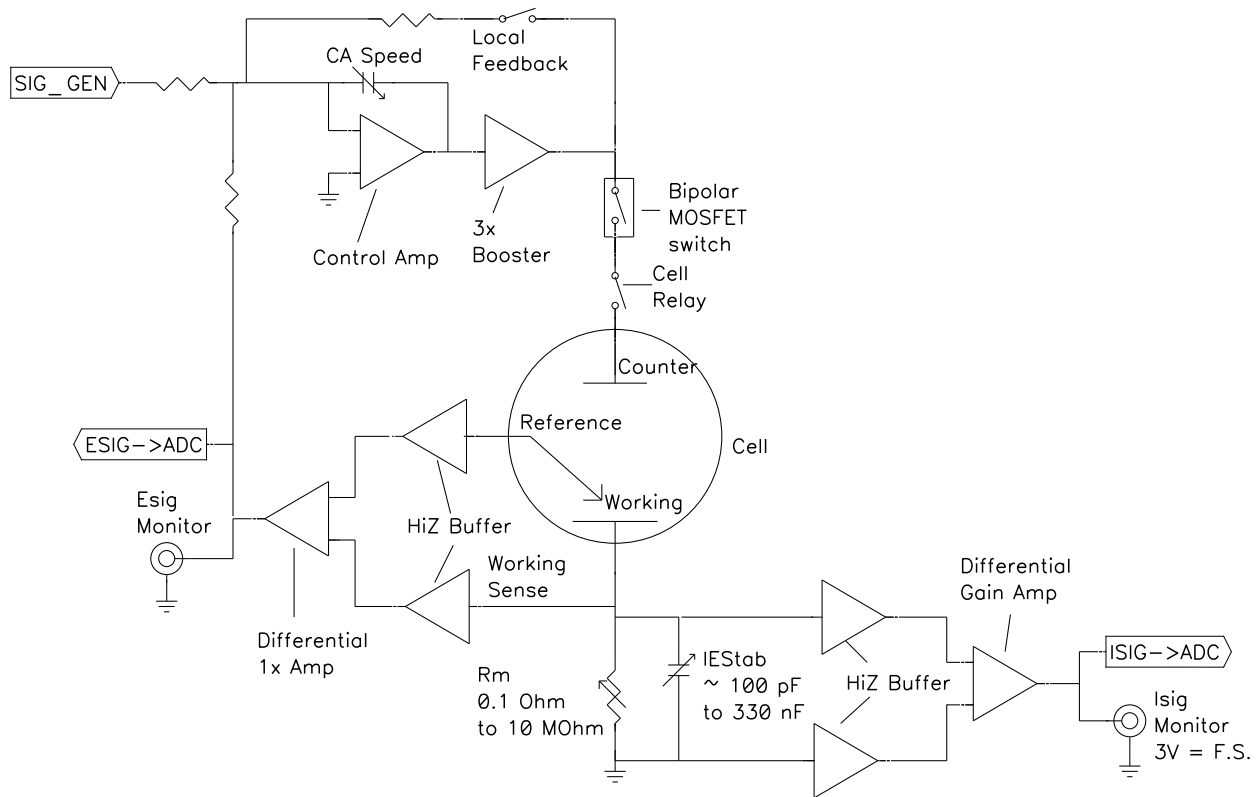 Local
Feedback
CA Speed
SIG_GEN
Control Amp
3x
Booster
Bipolar
MOSFET
switch
Cell
Relay
Counter
Reference
Working
Cell
ESIG->ADC
Esig
Monitor
HiZ Buffer
Working
Sense
Differential
1x Amp
Rm
0.1 Ohm
to 10 MOhm
IEStab
~ 100 pF
to 330 nF
HiZ Buffer
Differential
Gain Amp
ISIG->ADC
Isig
Monitor
3V = F.S.